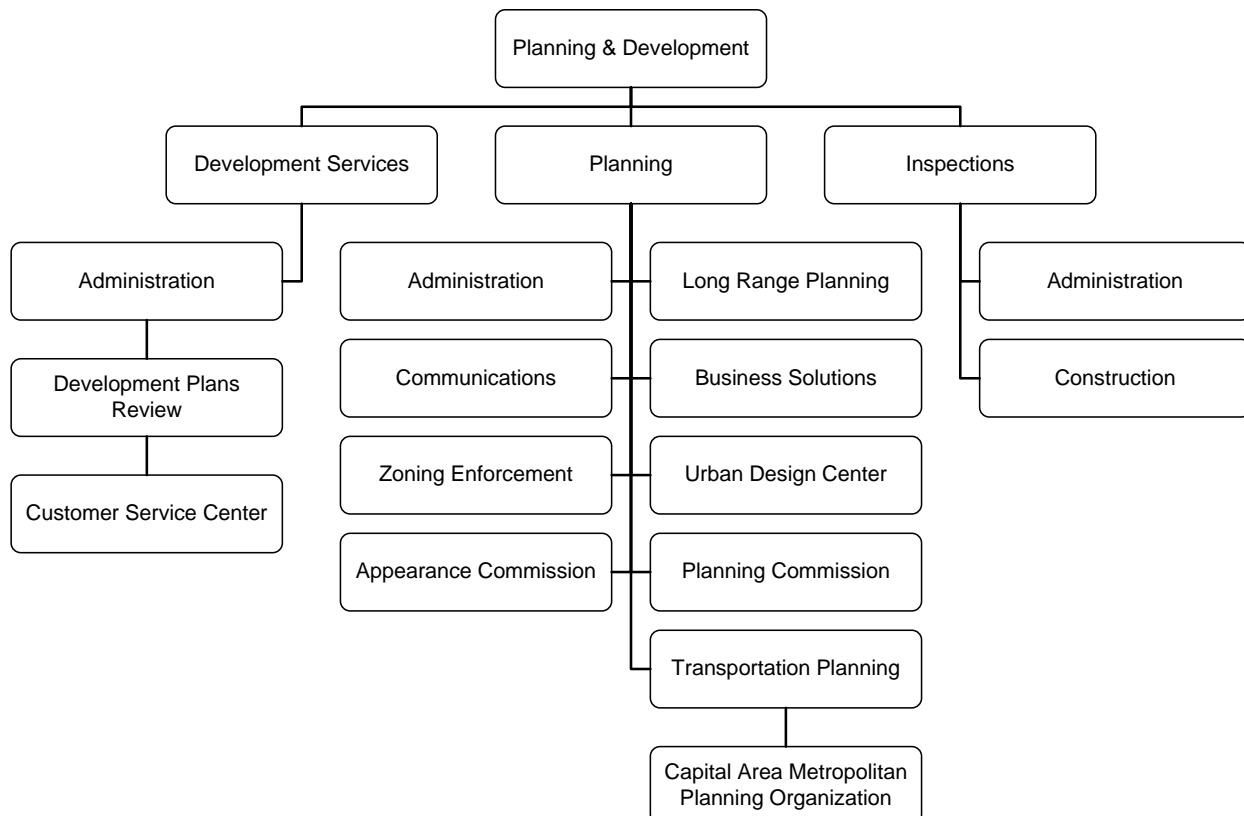 Planning & Development
Development Services
Planning
Inspections
Administration
Administration
Long Range Planning
Administration
Development Plans
Review
Communications
Business Solutions
Construction
Customer Service Center
Zoning Enforcement
Urban Design Center
Appearance Commission
Planning Commission
Transportation Planning
Capital Area Metropolitan
Planning Organization